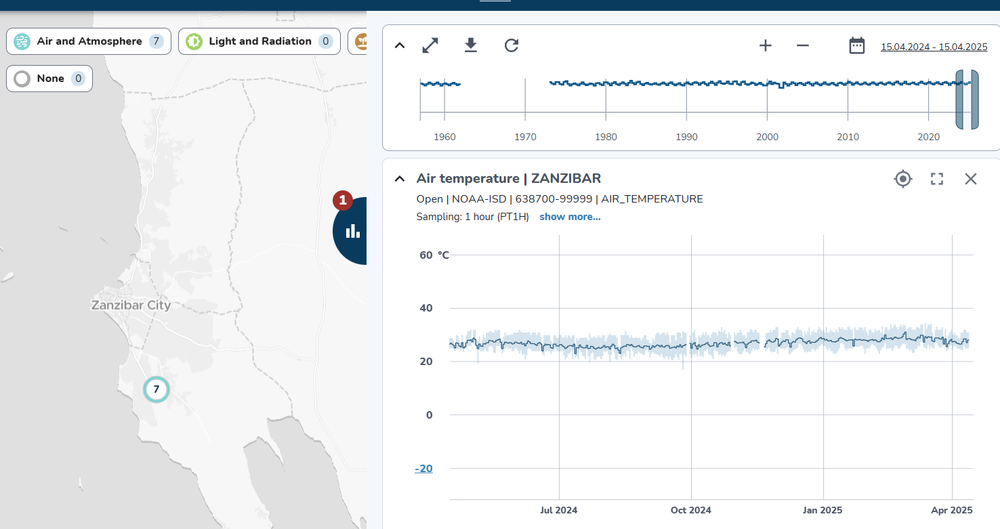 Air and Atmosphere 7
Light and Radiation 0
None 0
Zanzibar City
7
1
15.04.2024 - 15.04.2025
1960 1970 1980 1990 2000 2010 2020
Air temperature | ZANZIBAR
Open | NOAA-ISD | 638700-99999 | AIR_TEMPERATURE
Sampling: 1 hour (PT1H) show more...
60 °C
40
20
0
-20
Jul 2024 Oct 2024 Jan 2025 Apr 2025